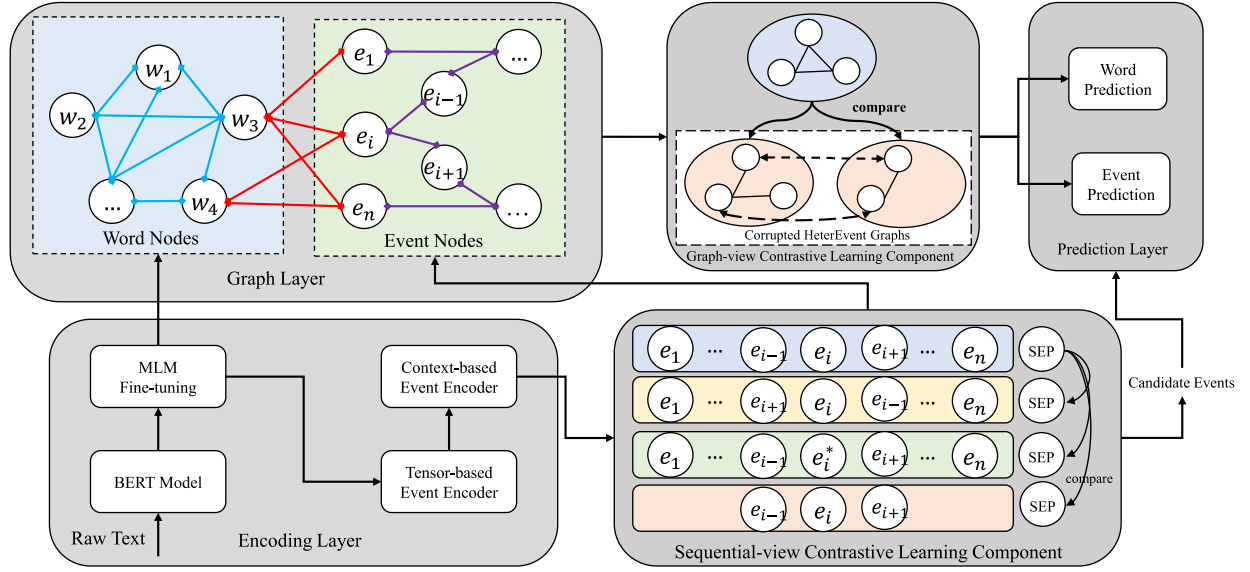 w₁
w₂
w₃
...
w₄
Word Nodes
e₁
...
eᵢ₋₁
eᵢ
eᵢ₊₁
eₙ
...
Event Nodes
Graph Layer
compare
Corrupted HeterEvent Graphs
Graph-view Contrastive Learning Component
Word
Prediction
Event
Prediction
Prediction Layer
MLM
Fine-tuning
Context-based
Event Encoder
BERT Model
Tensor-based
Event Encoder
Raw Text
Encoding Layer
e₁ ... eᵢ₋₁ eᵢ eᵢ₊₁ ... eₙ SEP
e₁ ... eᵢ₊₁ eᵢ eᵢ₋₁ ... eₙ SEP
e₁ ... eᵢ₋₁ eᵢ* eᵢ₊₁ ... eₙ SEP
compare
eᵢ₋₁ eᵢ eᵢ₊₁ SEP
Sequential-view Contrastive Learning Component
Candidate Events